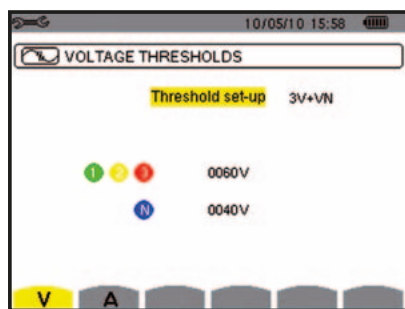 10/05/10 15:58
VOLTAGE THRESHOLDS
Threshold set-up 3V+VN
1 2 3 0060V
N 0040V
V A